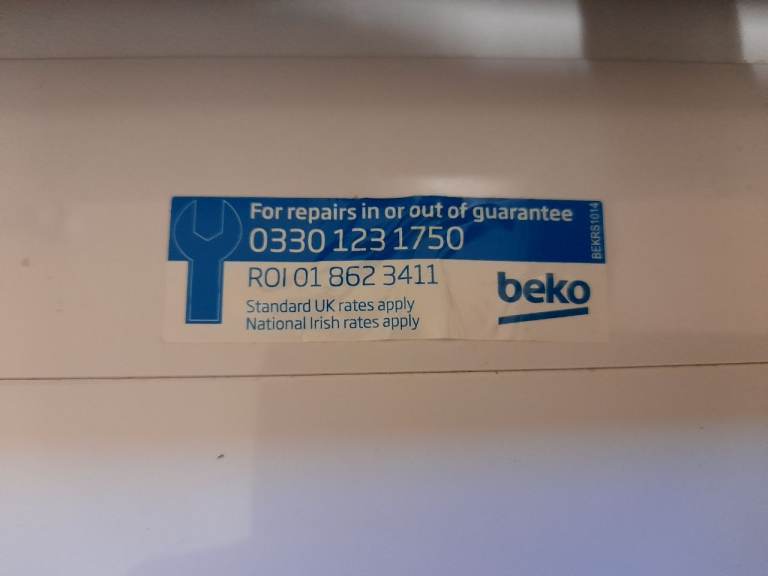 For repairs in or out of guarantee
0330 123 1750
ROI 01 862 3411
Standard UK rates apply
National Irish rates apply
beko
BEKRS1014